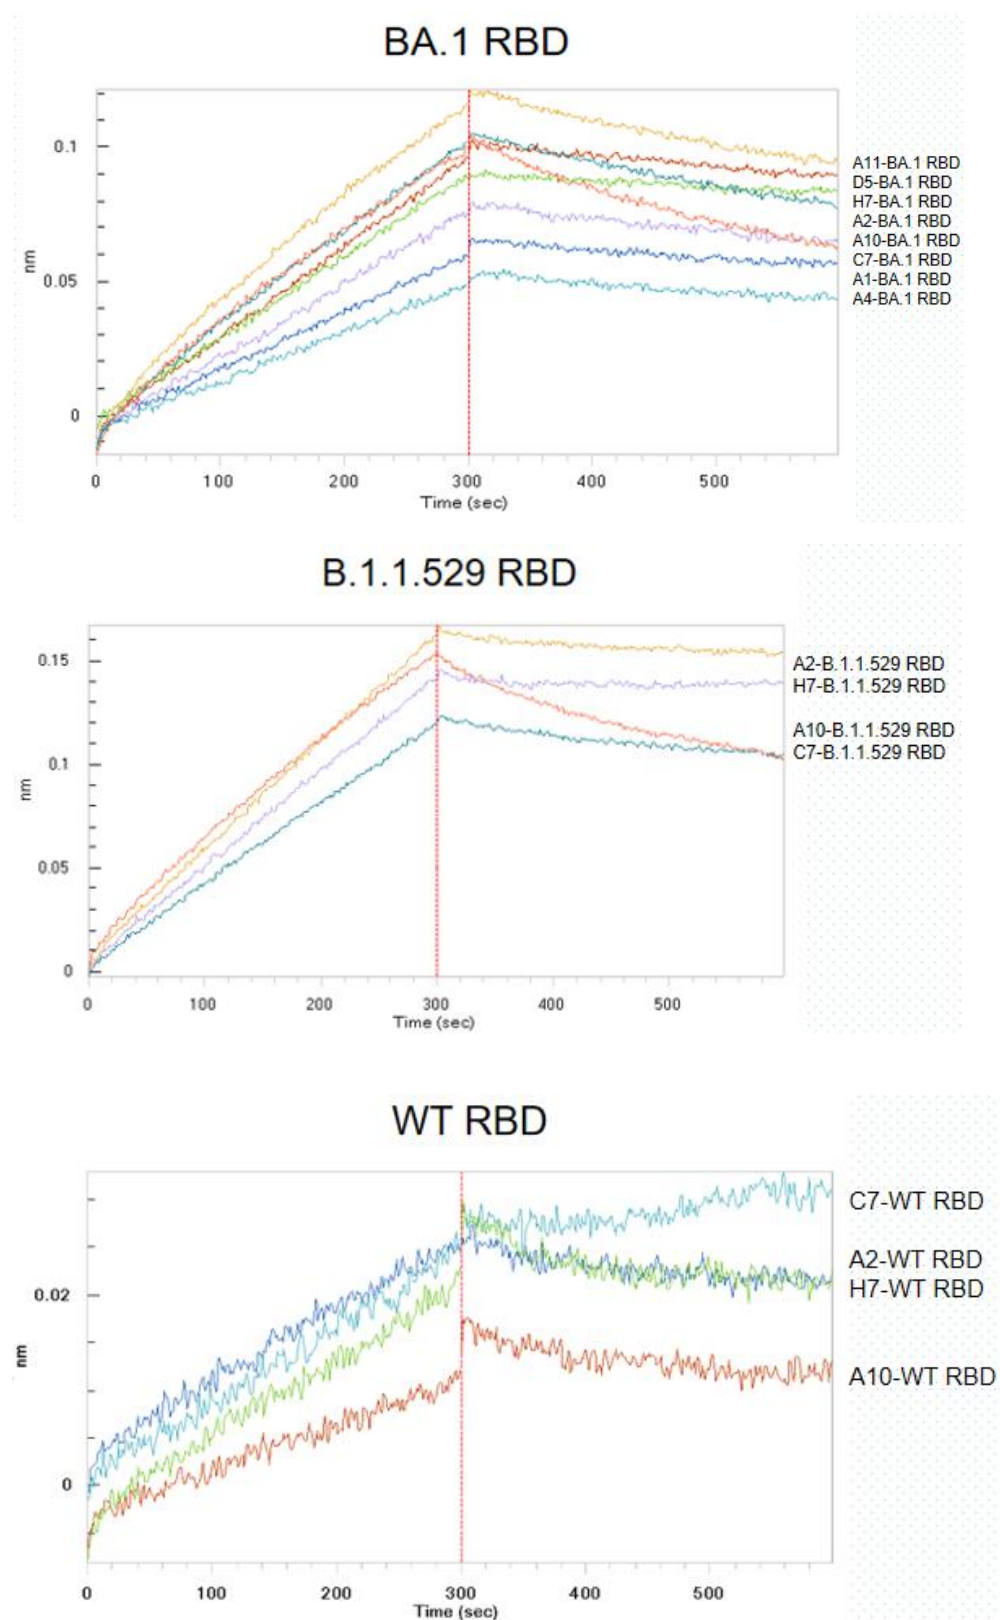 BA.1 RBD
0.1
0.05
0
nm
0
100
200
300
400
500
Time (sec)
A11-BA.1 RBD
D5-BA.1 RBD
H7-BA.1 RBD
A2-BA.1 RBD
A10-BA.1 RBD
C7-BA.1 RBD
A1-BA.1 RBD
A4-BA.1 RBD
B.1.1.529 RBD
0.15
0.1
0.05
0
nm
0
100
200
300
400
500
Time (sec)
A2-B.1.1.529 RBD
H7-B.1.1.529 RBD
A10-B.1.1.529 RBD
C7-B.1.1.529 RBD
WT RBD
0.02
0
nm
0
100
200
300
400
500
Time (sec)
C7-WT RBD
A2-WT RBD
H7-WT RBD
A10-WT RBD